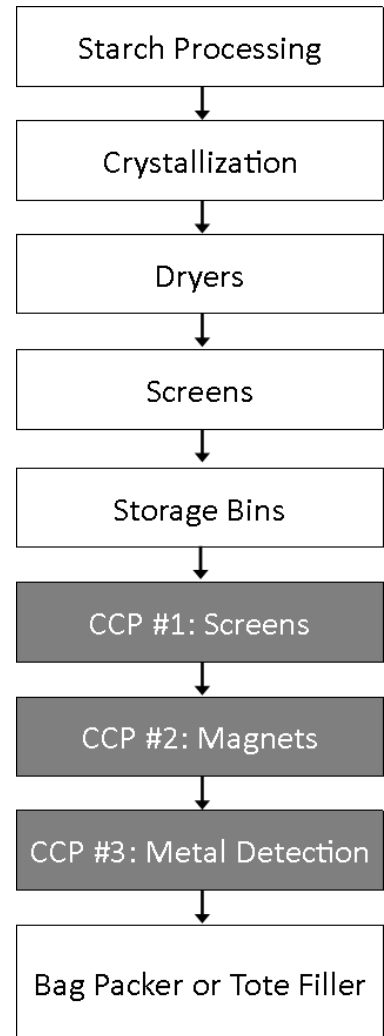 Starch Processing
Crystallization
Dryers
Screens
Storage Bins
CCP #1: Screens
CCP #2: Magnets
CCP #3: Metal Detection
Bag Packer or Tote Filler